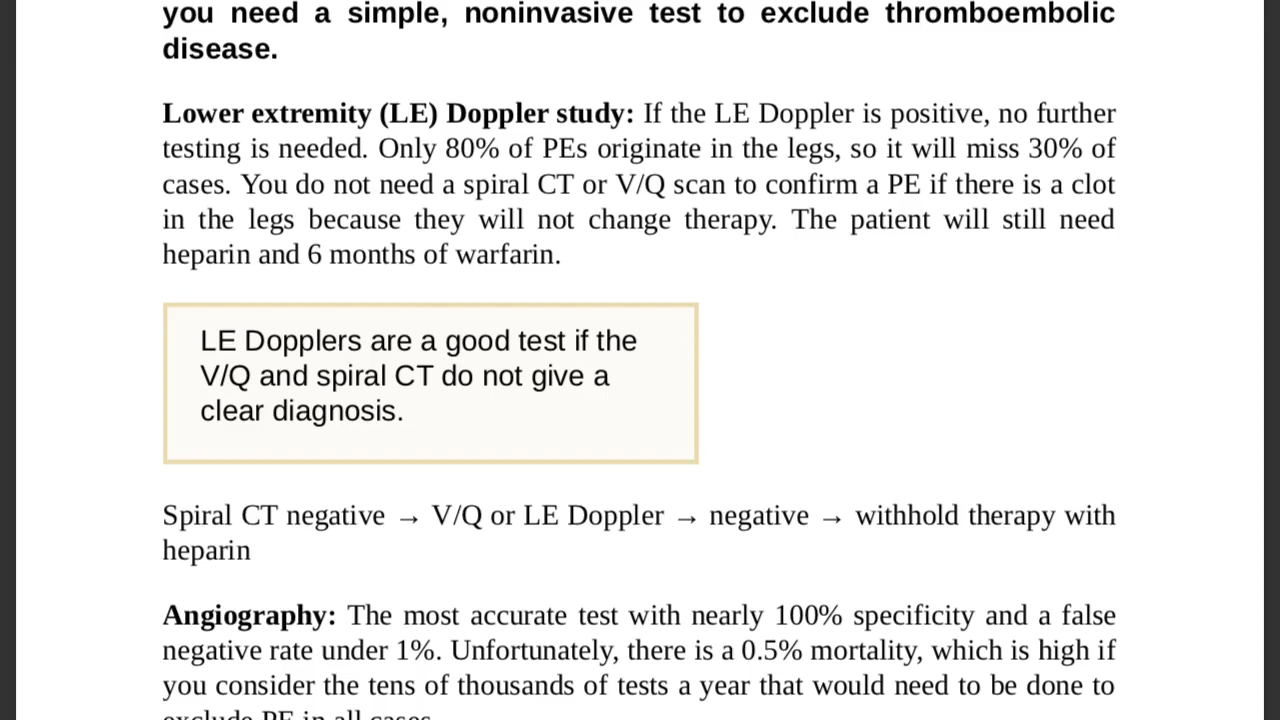 you need a simple, noninvasive test to exclude thromboembolic
disease.
Lower extremity (LE) Doppler study: If the LE Doppler is positive, no further
testing is needed. Only 80% of PEs originate in the legs, so it will miss 30% of
cases. You do not need a spiral CT or V/Q scan to confirm a PE if there is a clot
in the legs because they will not change therapy. The patient will still need
heparin and 6 months of warfarin.
LE Dopplers are a good test if the
V/Q and spiral CT do not give a
clear diagnosis.
Spiral CT negative → V/Q or LE Doppler → negative → withhold therapy with
heparin
Angiography: The most accurate test with nearly 100% specificity and a false
negative rate under 1%. Unfortunately, there is a 0.5% mortality, which is high if
you consider the tens of thousands of tests a year that would need to be done to
exclude PE in all cases.